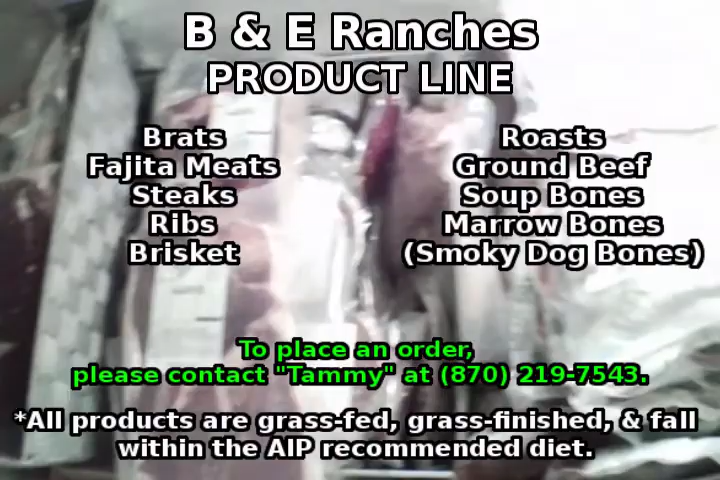 B & E Ranches
PRODUCT LINE
Brats
Fajita Meats
Steaks
Ribs
Brisket
Roasts
Ground Beef
Soup Bones
Marrow Bones
(Smoky Dog Bones)
To place an order,
please contact "Tammy" at (870) 219-7543.
*All products are grass-fed, grass-finished, & fall
within the AIP recommended diet.